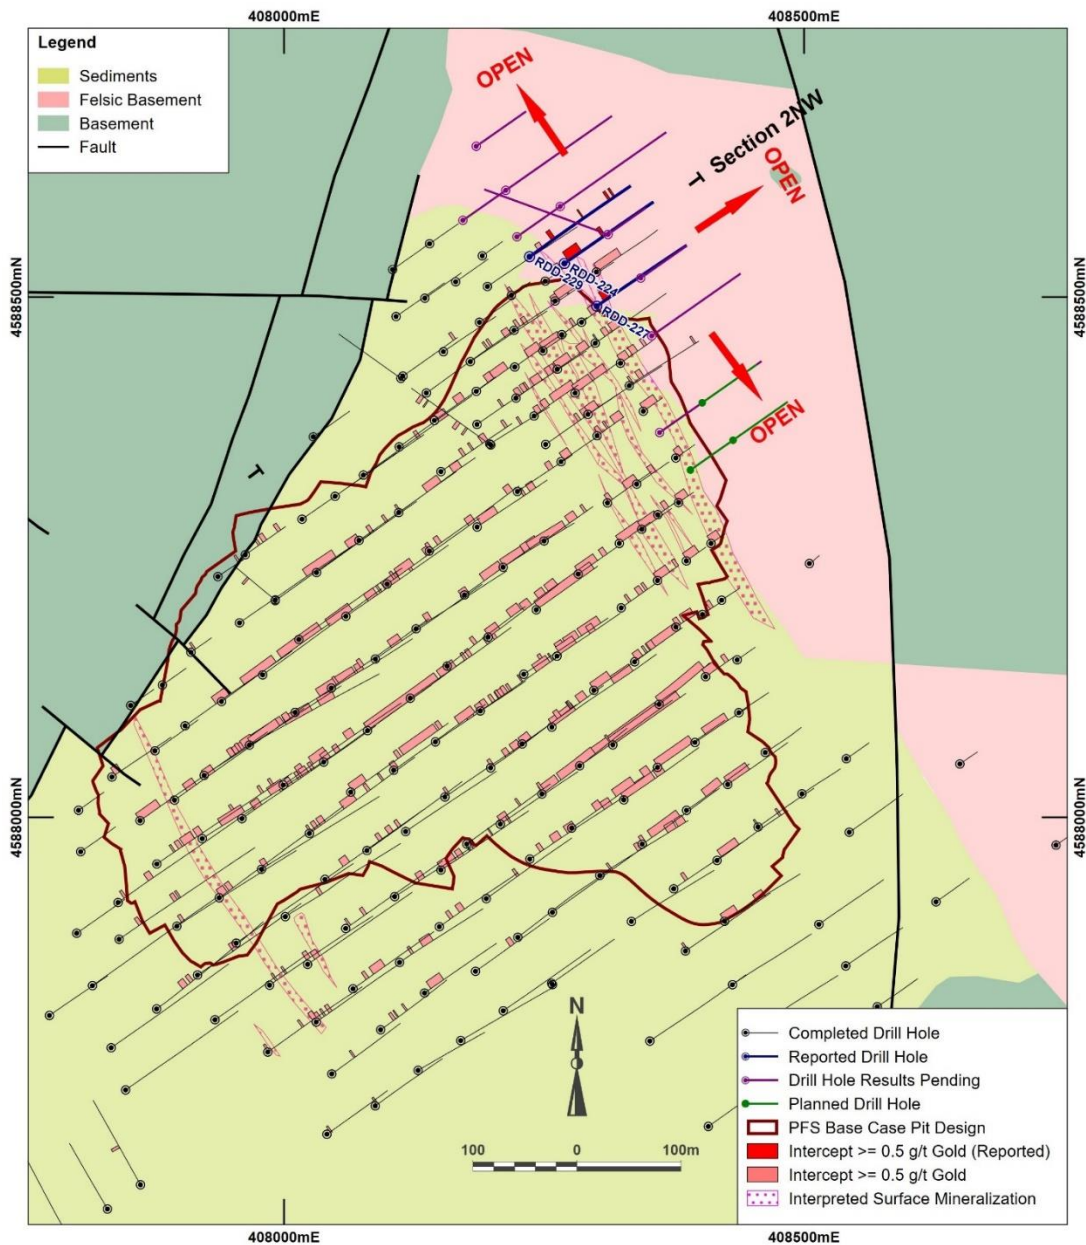 408000mE
408500mE
Legend
Sediments
Felsic Basement
Basement
Fault
OPEN
Section 2NW
OPEN
4588500mN
4588500mN
RDD-229
RDD-224
RDD-227
OPEN
4588000mN
4588000mN
N
100
0
100m
Completed Drill Hole
Reported Drill Hole
Drill Hole Results Pending
Planned Drill Hole
PFS Base Case Pit Design
Intercept >= 0.5 g/t Gold (Reported)
Intercept >= 0.5 g/t Gold
Interpreted Surface Mineralization
408000mE
408500mE